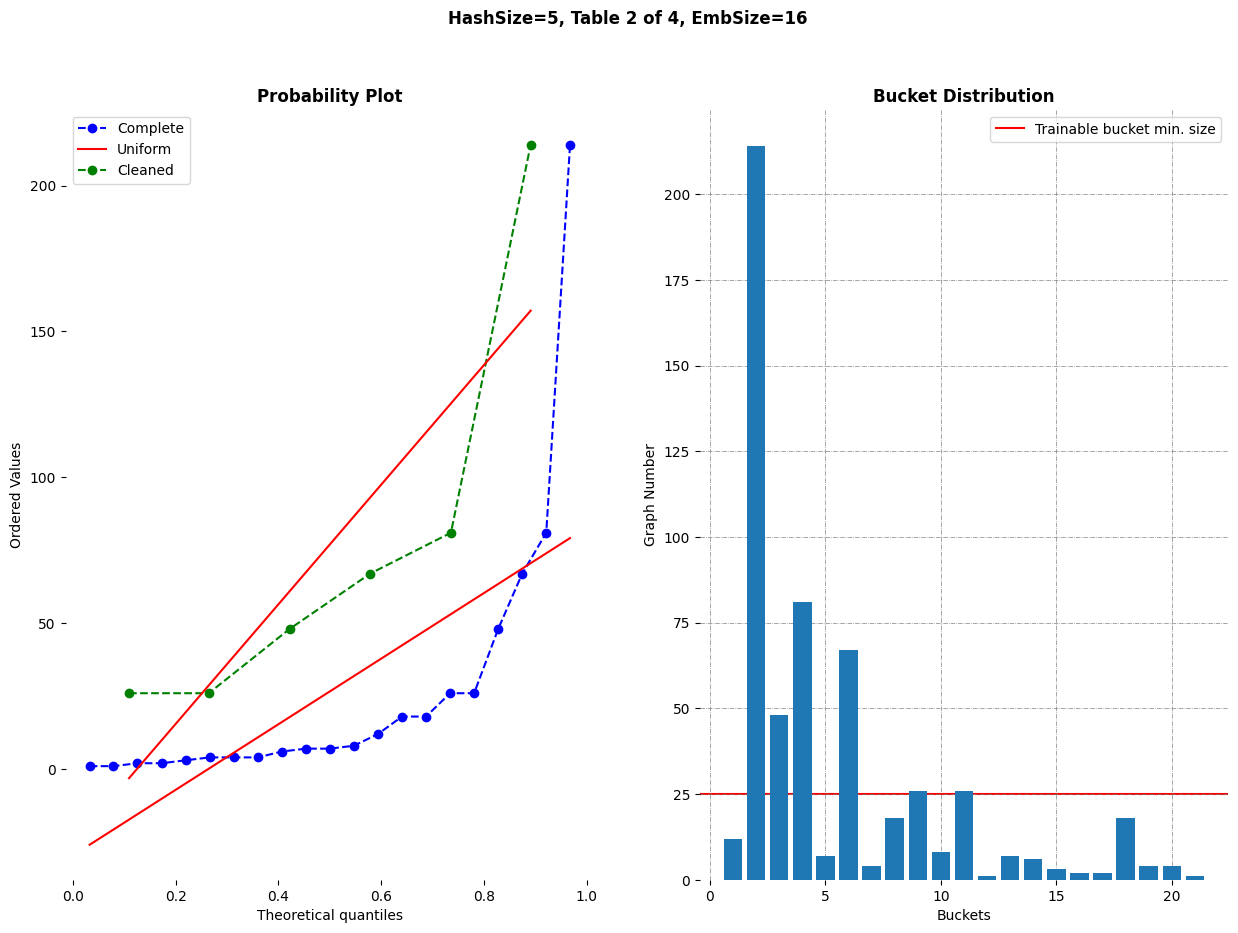 HashSize=5, Table 2 of 4, EmbSize=16
Probability Plot
Complete
Uniform
Cleaned
200
150
100
50
0
Ordered Values
0.0 0.2 0.4 0.6 0.8 1.0
Theoretical quantiles
Bucket Distribution
Trainable bucket min. size
200
175
150
125
100
75
50
25
0
Graph Number
0 5 10 15 20
Buckets